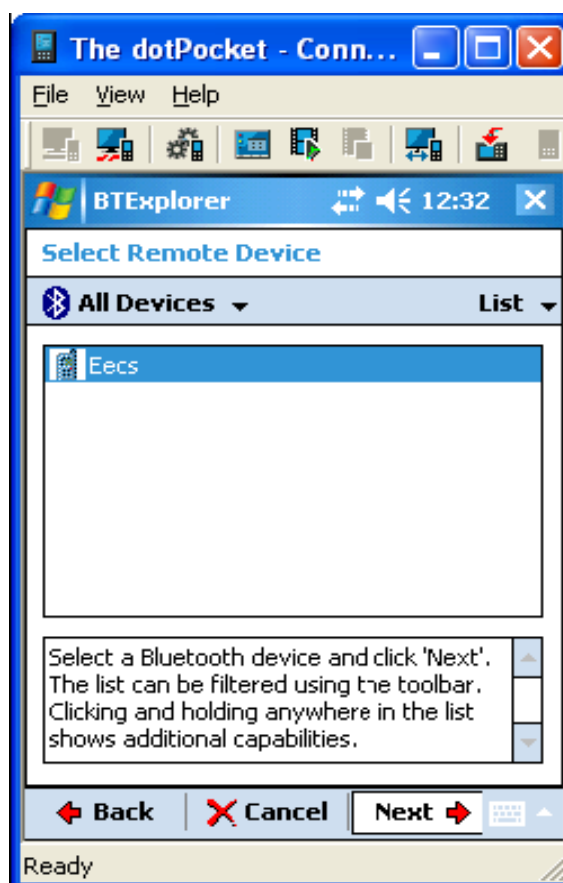 The dotPocket - Conn...
File View Help
BTExplorer 12:32
Select Remote Device
All Devices List
Eecs
Select a Bluetooth device and click 'Next'.
The list can be filtered using the toolbar.
Clicking and holding anywhere in the list
shows additional capabilities.
Back Cancel Next
Ready